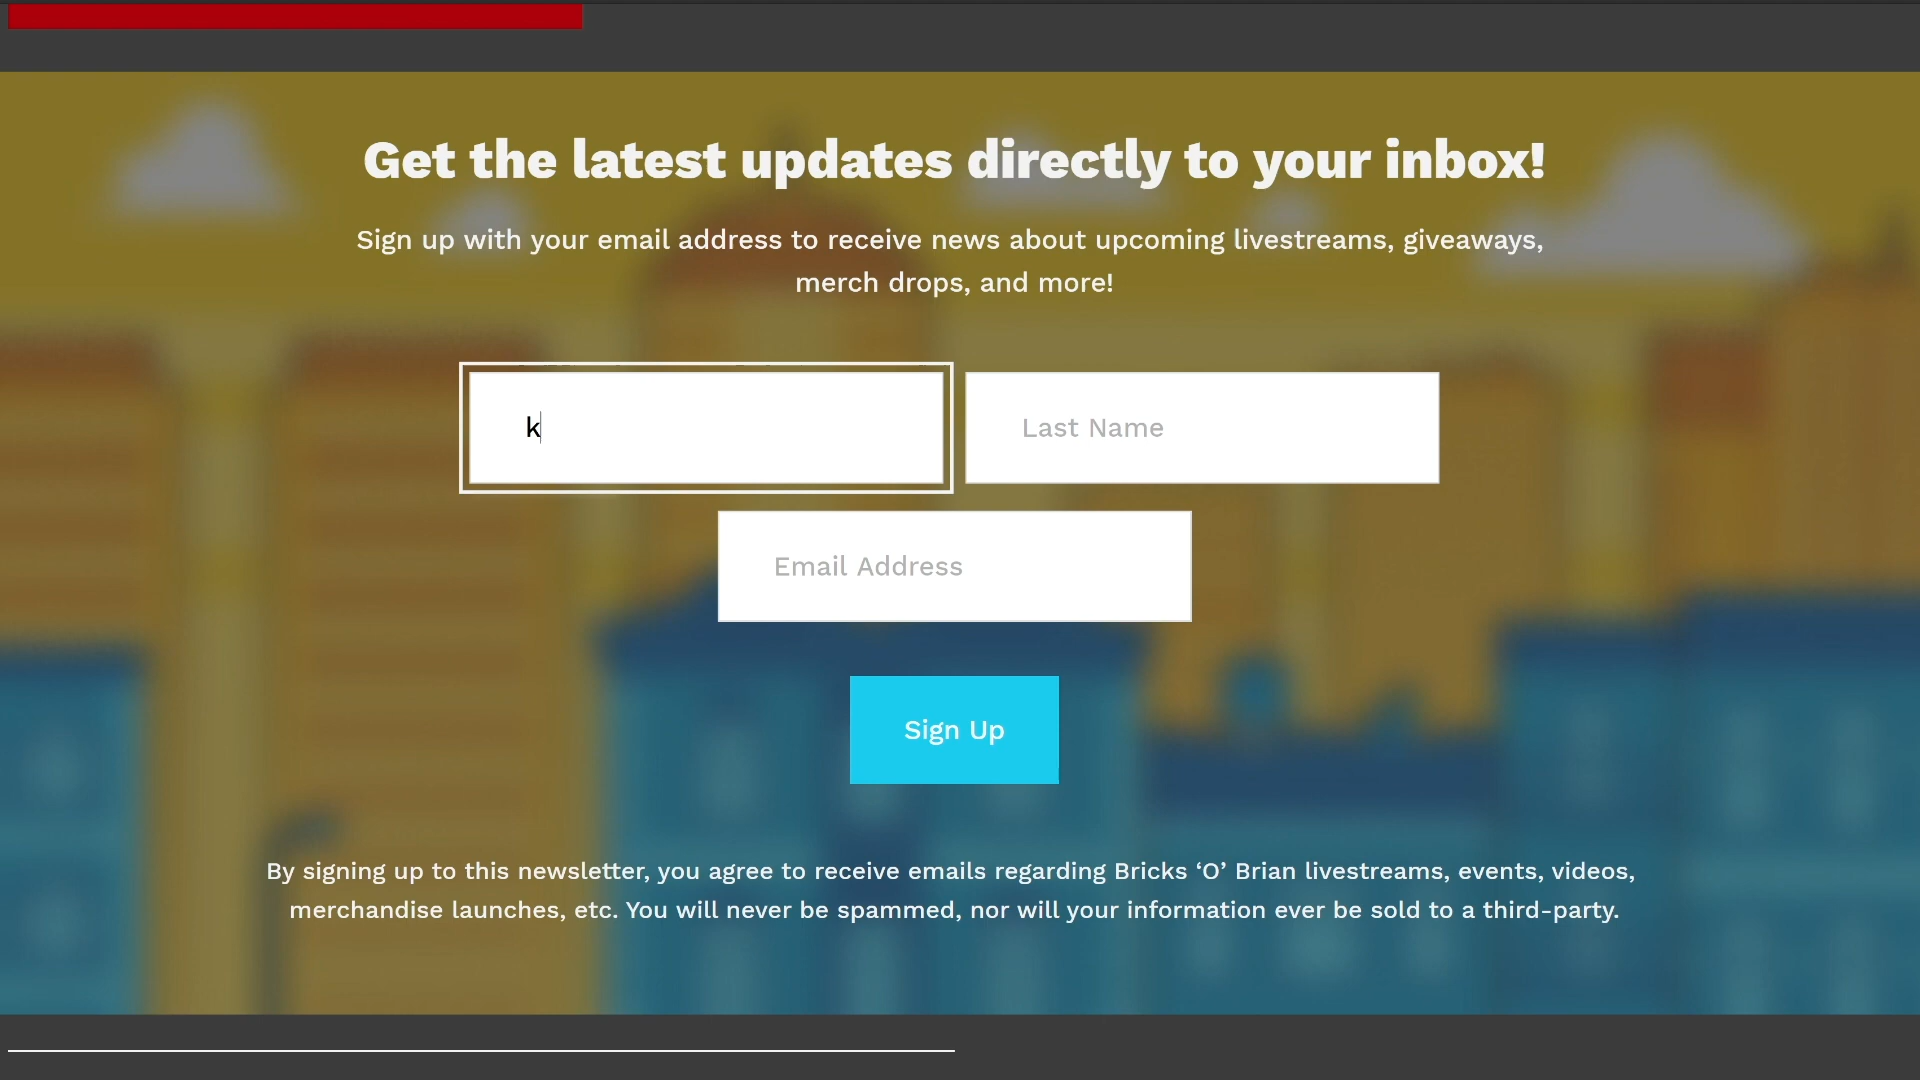 Get the latest updates directly to your inbox!
Sign up with your email address to receive news about upcoming livestreams, giveaways,
merch drops, and more!
k
Last Name
Email Address
Sign Up
By signing up to this newsletter, you agree to receive emails regarding Bricks ‘O’ Brian livestreams, events, videos,
merchandise launches, etc. You will never be spammed, nor will your information ever be sold to a third-party.